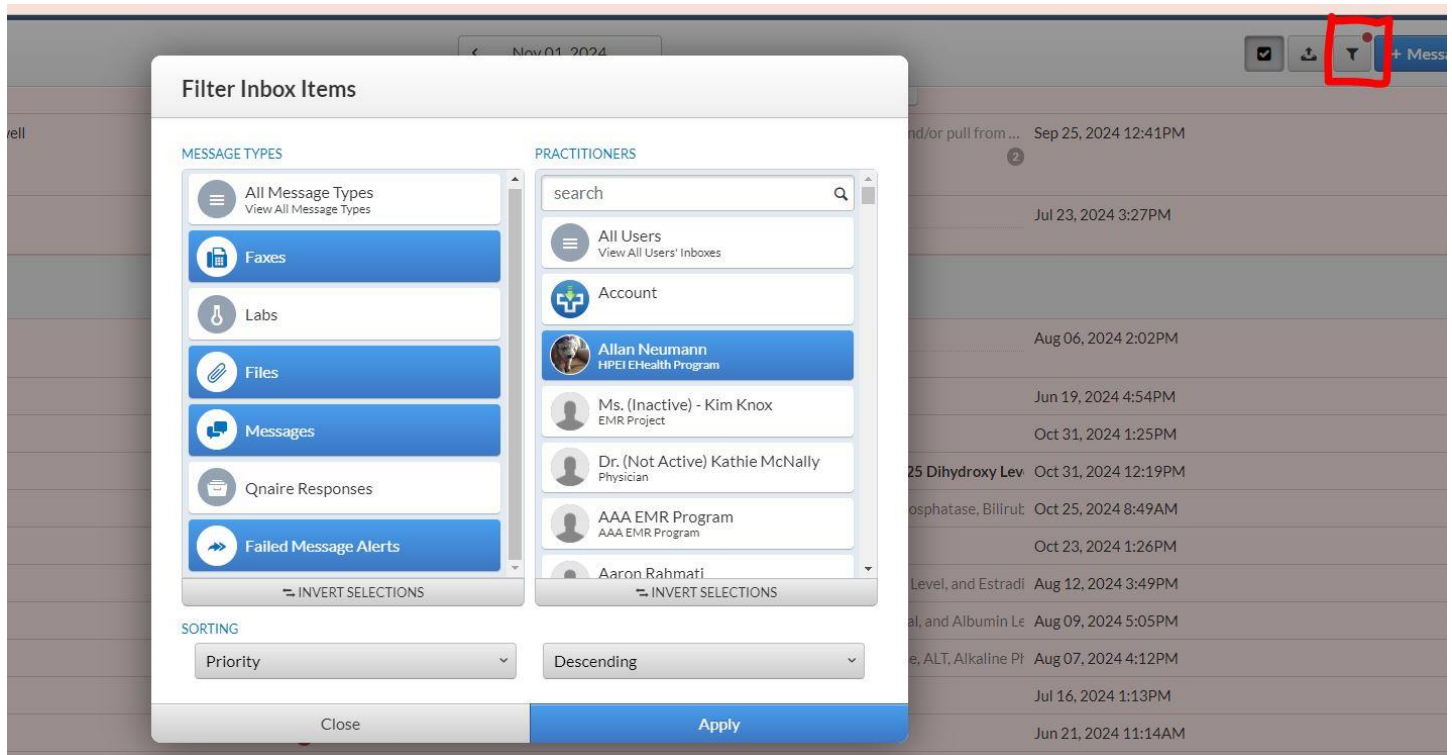 Nov 01, 2024
+ Messa
Filter Inbox Items
MESSAGE TYPES
All Message Types
View All Message Types
Faxes
Labs
Files
Messages
Qnaire Responses
Failed Message Alerts
INVERT SELECTIONS
PRACTITIONERS
search
All Users
View All Users' Inboxes
Account
Allan Neumann
HPEI EHealth Program
Ms. (Inactive) - Kim Knox
EMR Project
Dr. (Not Active) Kathie McNally
Physician
AAA EMR Program
AAA EMR Program
Aaron Rahmati
INVERT SELECTIONS
SORTING
Priority
Descending
Close
Apply
vell
nd/or pull from ... Sep 25, 2024 12:41PM
2
Jul 23, 2024 3:27PM
Aug 06, 2024 2:02PM
Jun 19, 2024 4:54PM
Oct 31, 2024 1:25PM
25 Dihydroxy Lev Oct 31, 2024 12:19PM
osphatase, Bilirub Oct 25, 2024 8:49AM
Oct 23, 2024 1:26PM
Level, and Estradi Aug 12, 2024 3:49PM
al, and Albumin Le Aug 09, 2024 5:05PM
e, ALT, Alkaline Ph Aug 07, 2024 4:12PM
Jul 16, 2024 1:13PM
Jun 21, 2024 11:14AM